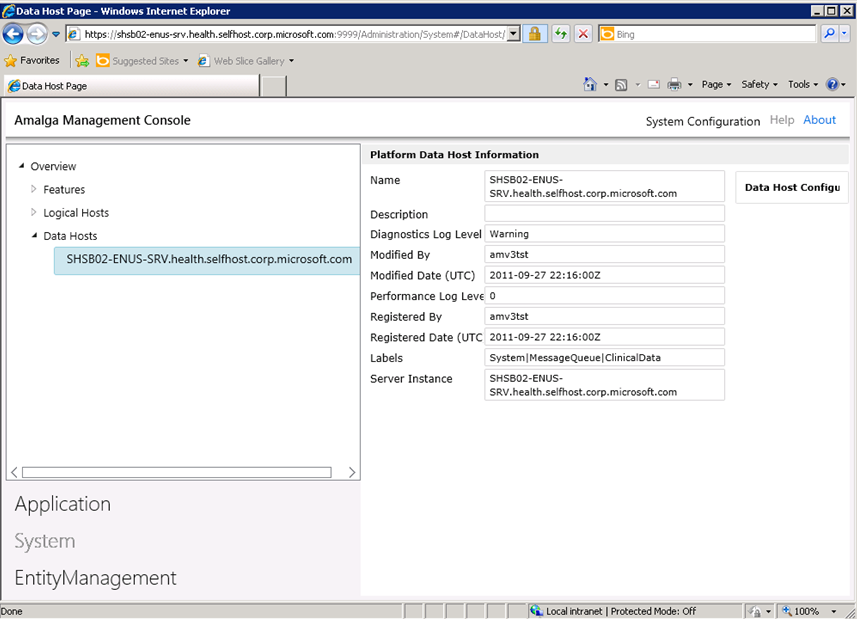 Data Host Page - Windows Internet Explorer
https://shsb02-enus-srv.health.selfhost.corp.microsoft.com:9999/Administration/System#/DataHost/
Bing
Favorites
Suggested Sites
Web Slice Gallery
Data Host Page
Page
Safety
Tools
Amalga Management Console
System Configuration
Help
About
Overview
Features
Logical Hosts
Data Hosts
SHSB02-ENUS-SRV.health.selfhost.corp.microsoft.com
Application
System
EntityManagement
Platform Data Host Information
Name
SHSB02-ENUS-
SRV.health.selfhost.corp.microsoft.com
Description
Diagnostics Log Level
Warning
Modified By
amv3tst
Modified Date (UTC)
2011-09-27 22:16:00Z
Performance Log Leve
0
Registered By
amv3tst
Registered Date (UTC
2011-09-27 22:16:00Z
Labels
System|MessageQueue|ClinicalData
Server Instance
SHSB02-ENUS-
SRV.health.selfhost.corp.microsoft.com
Data Host Configu
Done
Local intranet | Protected Mode: Off
100%